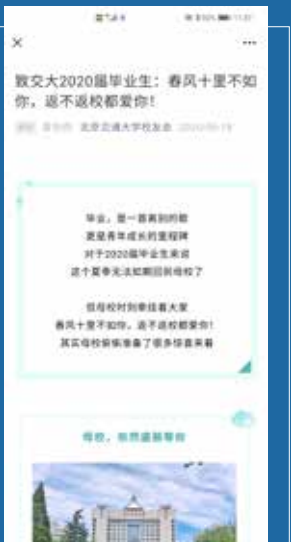 致交大2020届毕业生：春风十里不如
你，返不返校都爱你！
北京交通大学校友会
毕业，是一首离别的歌
更是青年成长的里程碑
对于2020届毕业生来说
这个夏季无法如期回到母校了
但母校时刻牵挂着大家
春风十里不如你，返不返校都爱你！
其实母校偷偷准备了很多惊喜来着
母校，依然盛装等你